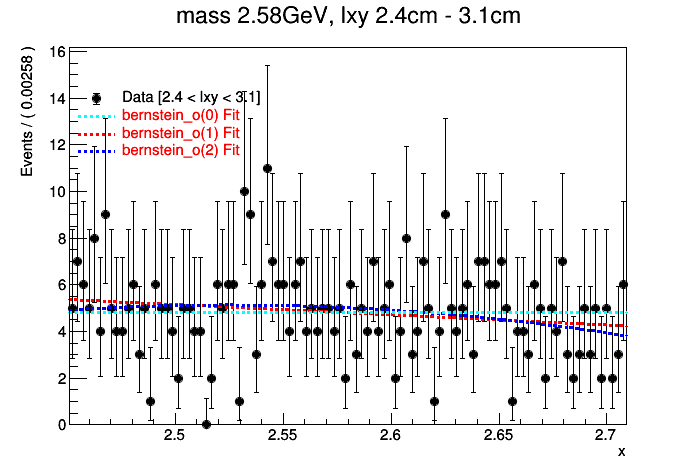 mass 2.58GeV, lxy 2.4cm - 3.1cm
Events / ( 0.00258 )
16
14
12
10
8
6
4
2
0
Data [2.4 < lxy < 3.1]
bernstein_o(0) Fit
bernstein_o(1) Fit
bernstein_o(2) Fit
2.5 2.55 2.6 2.65 2.7
x